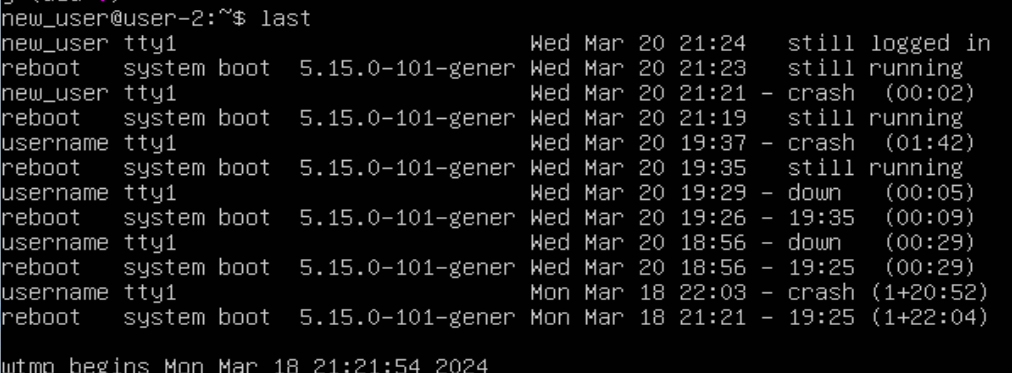 new_user@user-2:~$ last
new_user tty1                          Wed Mar 20 21:24   still logged in
reboot   system boot  5.15.0-101-gener Wed Mar 20 21:23   still running
new_user tty1                          Wed Mar 20 21:21 - crash  (00:02)
reboot   system boot  5.15.0-101-gener Wed Mar 20 21:19   still running
username tty1                          Wed Mar 20 19:37 - crash  (01:42)
reboot   system boot  5.15.0-101-gener Wed Mar 20 19:35   still running
username tty1                          Wed Mar 20 19:29 - down   (00:05)
reboot   system boot  5.15.0-101-gener Wed Mar 20 19:26 - 19:35  (00:09)
username tty1                          Wed Mar 20 18:56 - down   (00:29)
reboot   system boot  5.15.0-101-gener Wed Mar 20 18:56 - 19:25  (00:29)
username tty1                          Mon Mar 18 22:03 - crash (1+20:52)
reboot   system boot  5.15.0-101-gener Mon Mar 18 21:21 - 19:25 (1+22:04)

wtmp begins Mon Mar 18 21:21:54 2024